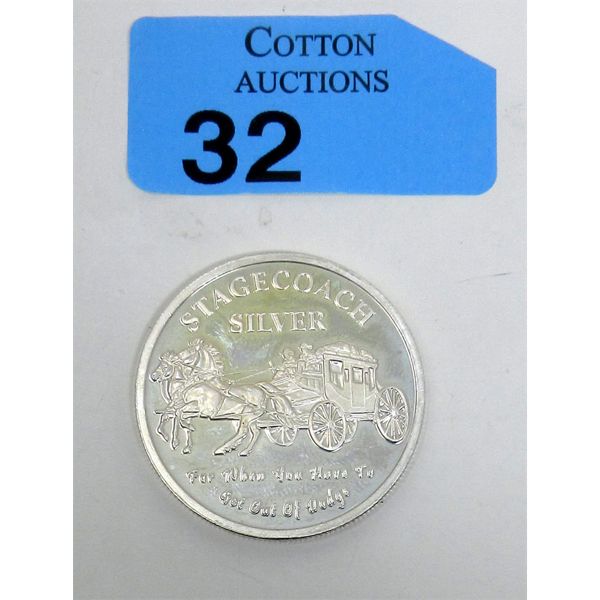 COTTON
AUCTIONS
32
STAGECOACH
SILVER
For When You Have To
Get Out Of Dodge